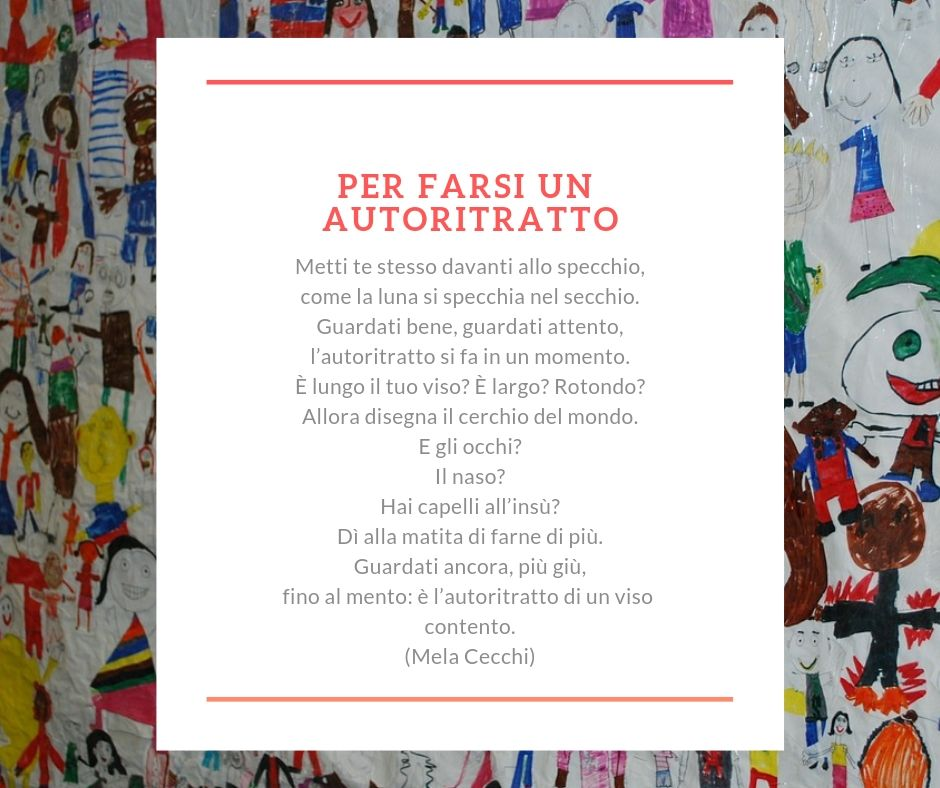 PER FARSI UN
AUTORITRATTO
Metti te stesso davanti allo specchio,
come la luna si specchia nel secchio.
Guardati bene, guardati attento,
l’autoritratto si fa in un momento.
È lungo il tuo viso? È largo? Rotondo?
Allora disegna il cerchio del mondo.
E gli occhi?
Il naso?
Hai capelli all’insù?
Dì alla matita di farne di più.
Guardati ancora, più giù,
fino al mento: è l’autoritratto di un viso
contento.
(Mela Cecchi)